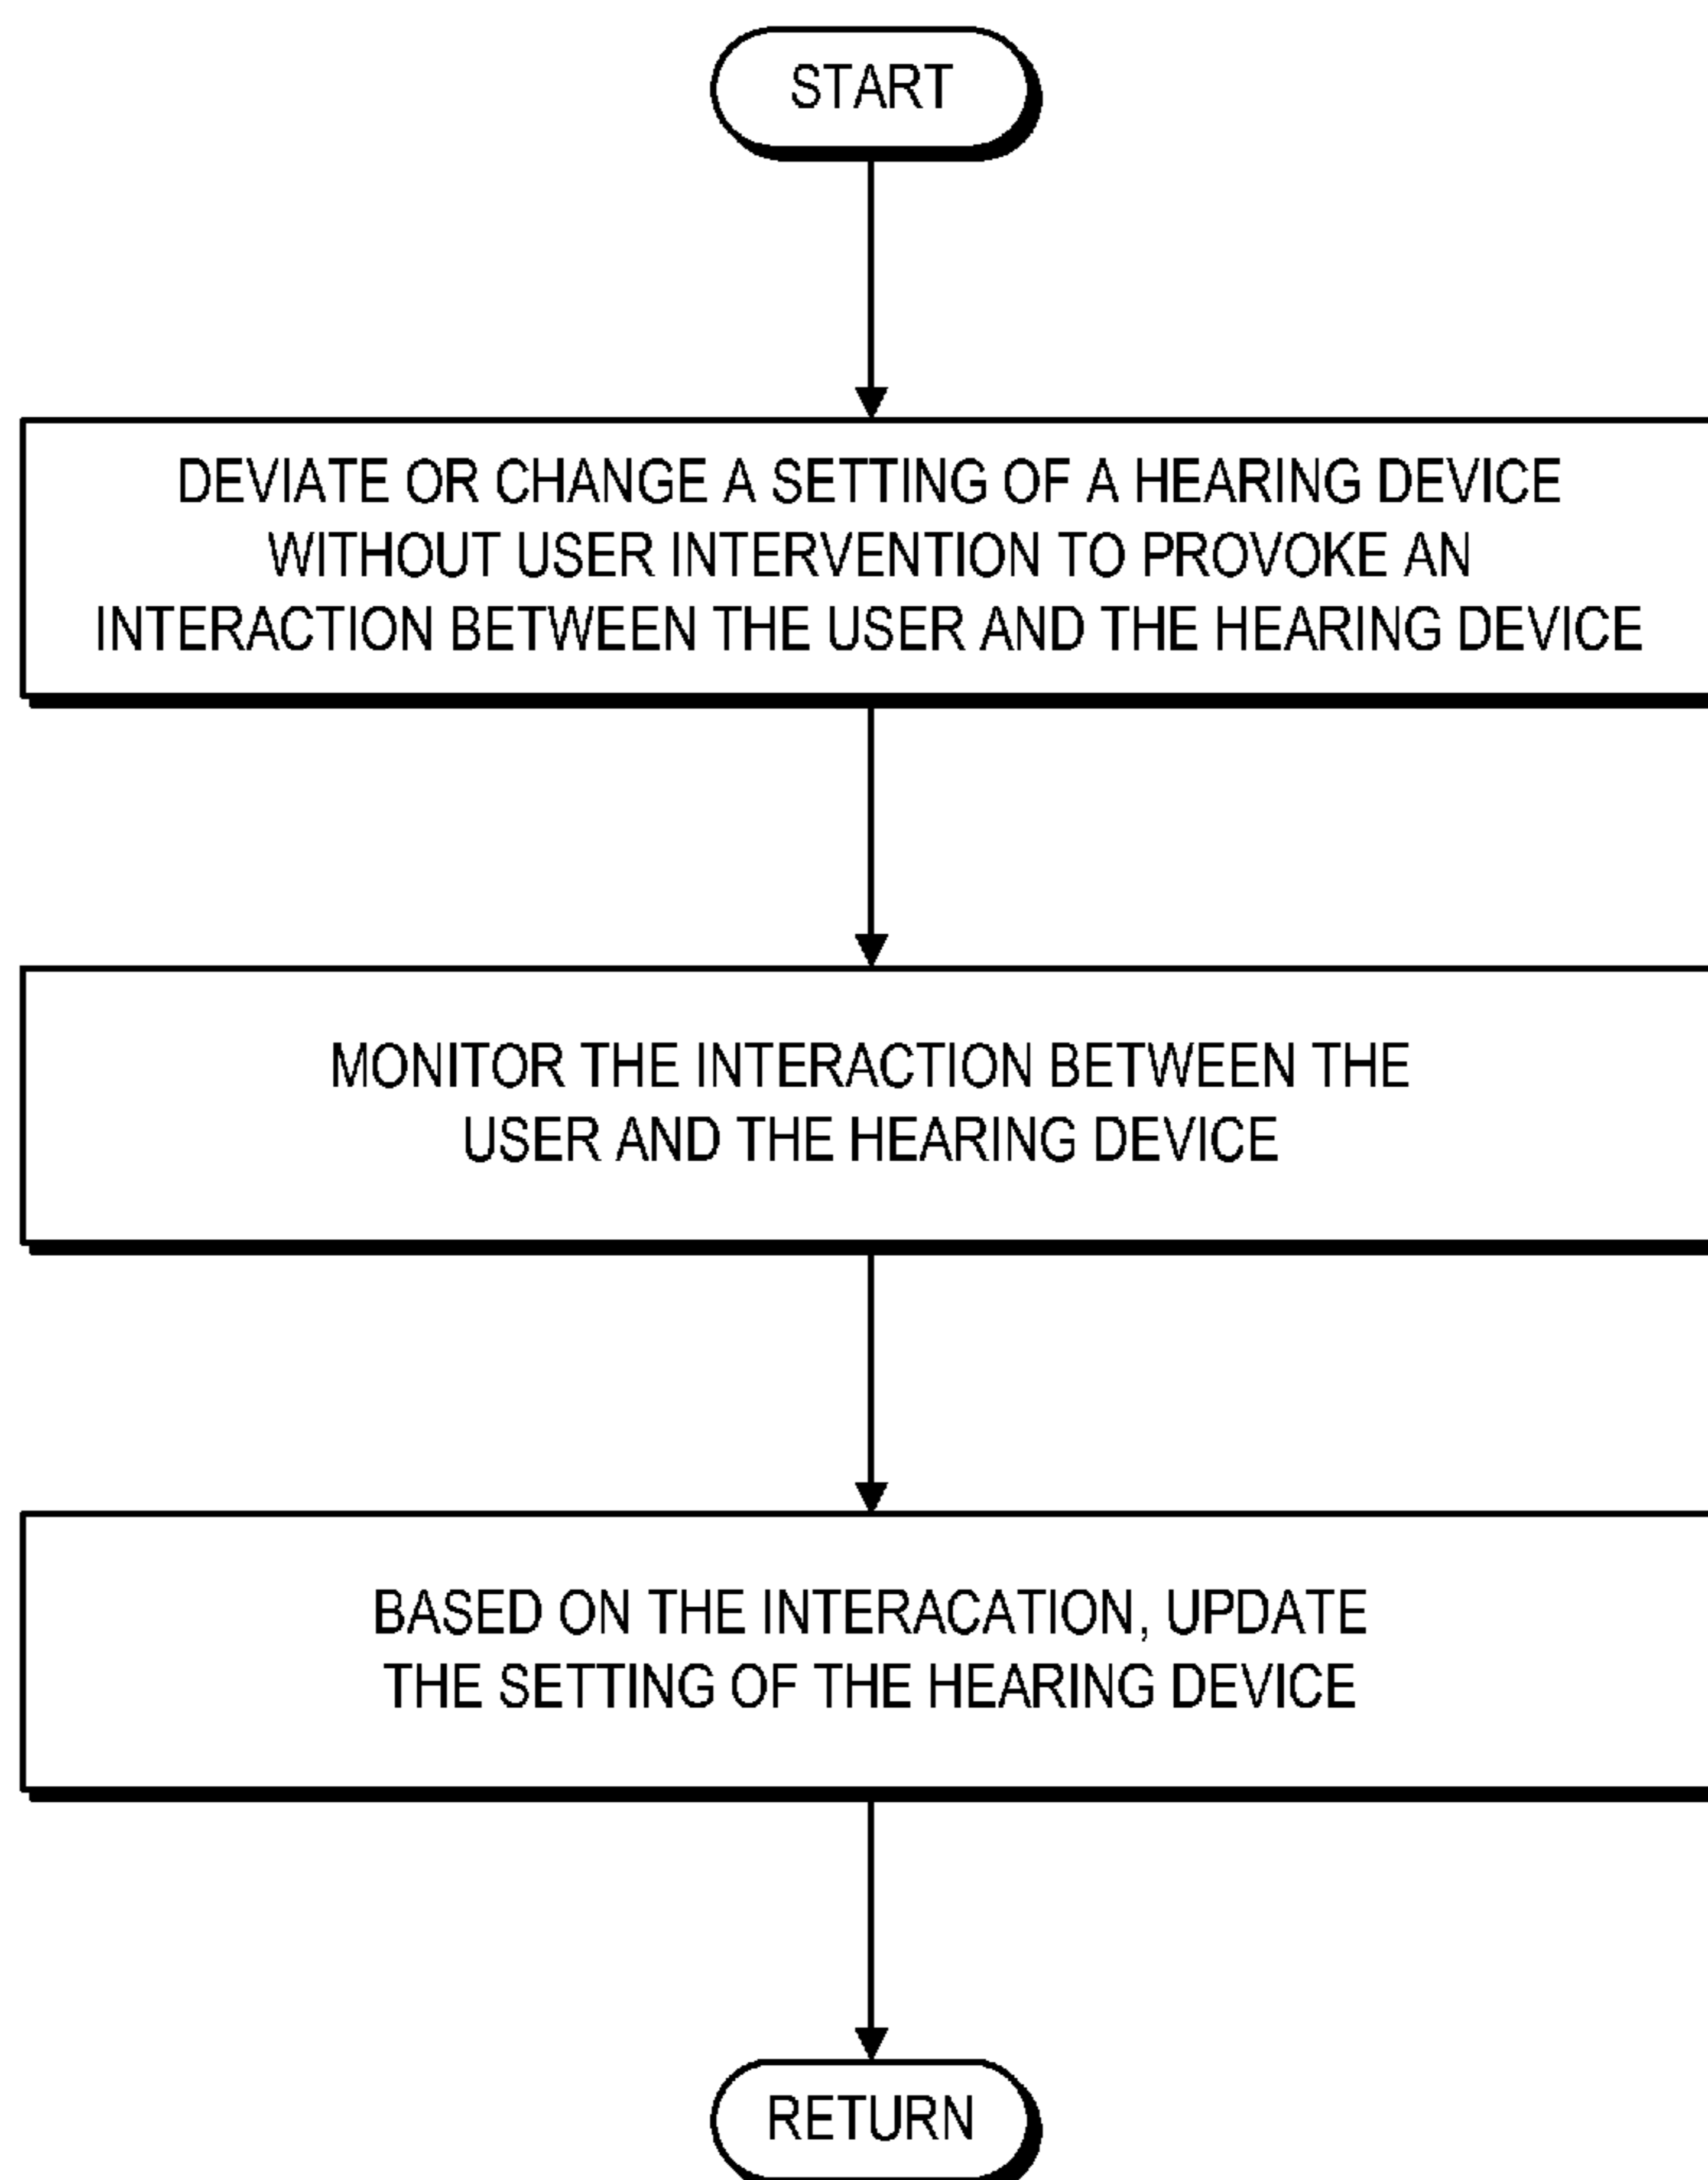 START
DEVIATE OR CHANGE A SETTING OF A HEARING DEVICE
WITHOUT USER INTERVENTION TO PROVOKE AN
INTERACTION BETWEEN THE USER AND THE HEARING DEVICE
MONITOR THE INTERACTION BETWEEN THE
USER AND THE HEARING DEVICE
BASED ON THE INTERACATION, UPDATE
THE SETTING OF THE HEARING DEVICE
RETURN